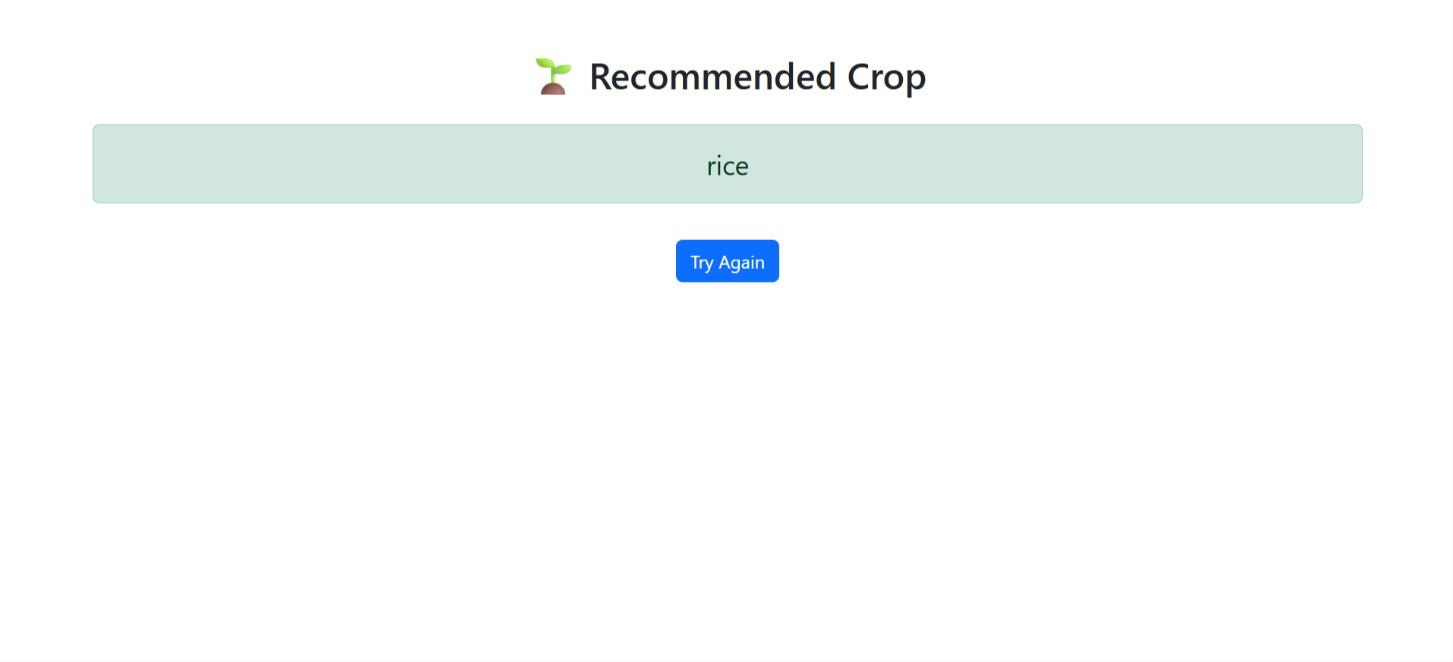 🌱 Recommended Crop
rice
Try Again